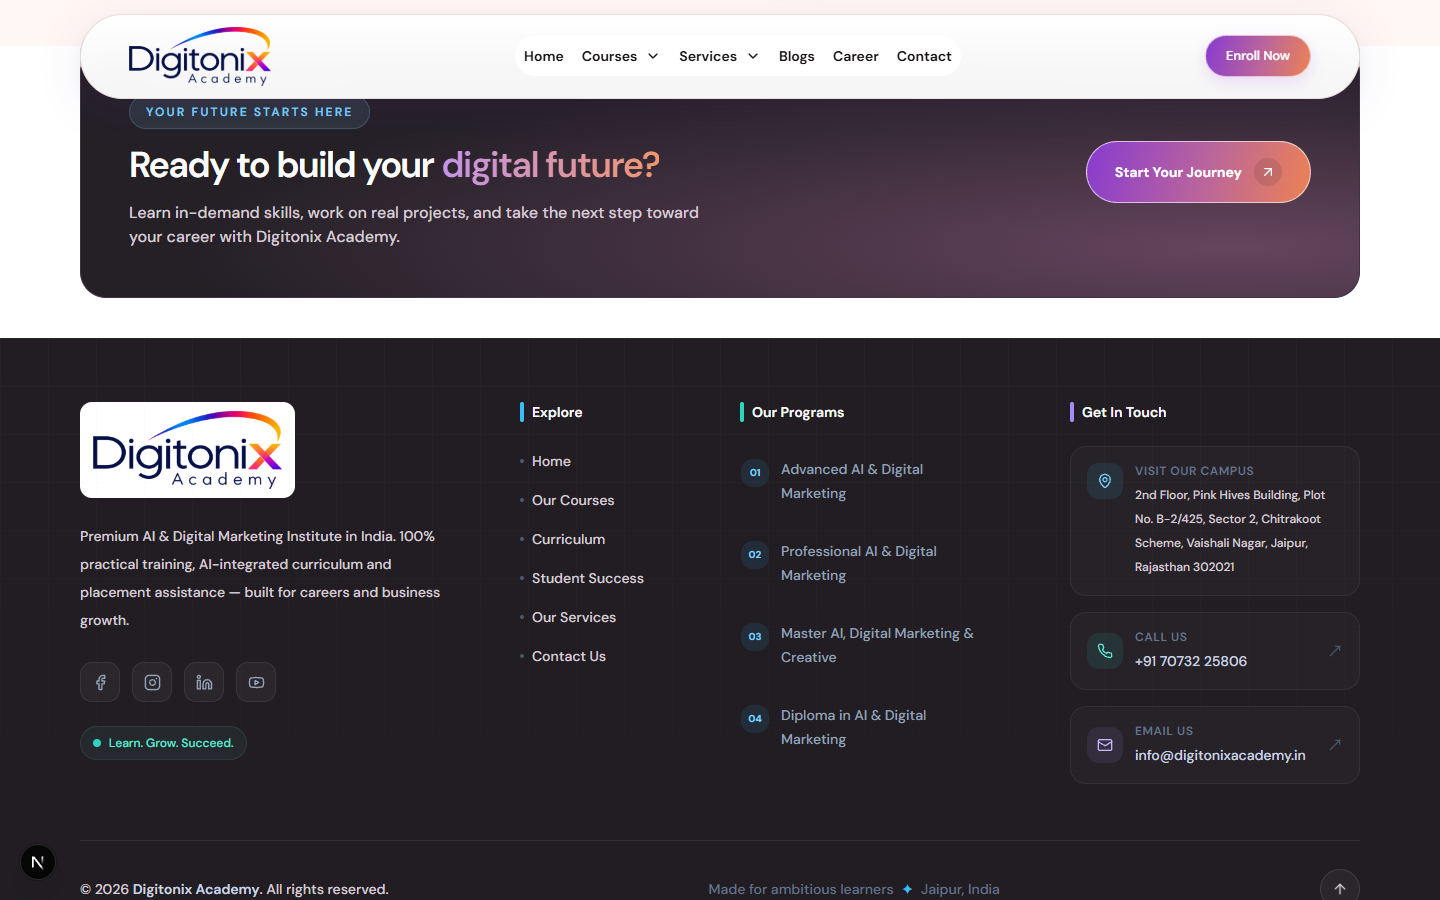 Digitonix
Academy
Home
Courses
Services
Blogs
Career
Contact
Enroll Now
YOUR FUTURE STARTS HERE
Ready to build your digital future?
Learn in-demand skills, work on real projects, and take the next step toward
your career with Digitonix Academy.
Start Your Journey
Digitonix
Academy
Premium AI & Digital Marketing Institute in India. 100%
practical training, AI-integrated curriculum and
placement assistance — built for careers and business
growth.
Learn. Grow. Succeed.
Explore
Home
Our Courses
Curriculum
Student Success
Our Services
Contact Us
Our Programs
01
Advanced AI & Digital
Marketing
02
Professional AI & Digital
Marketing
03
Master AI, Digital Marketing &
Creative
04
Diploma in AI & Digital
Marketing
Get In Touch
VISIT OUR CAMPUS
2nd Floor, Pink Hives Building, Plot
No. B-2/425, Sector 2, Chitrakoot
Scheme, Vaishali Nagar, Jaipur,
Rajasthan 302021
CALL US
+91 70732 25806
EMAIL US
info@digitonixacademy.in
N
© 2026 Digitonix Academy. All rights reserved.
Made for ambitious learners ✦ Jaipur, India